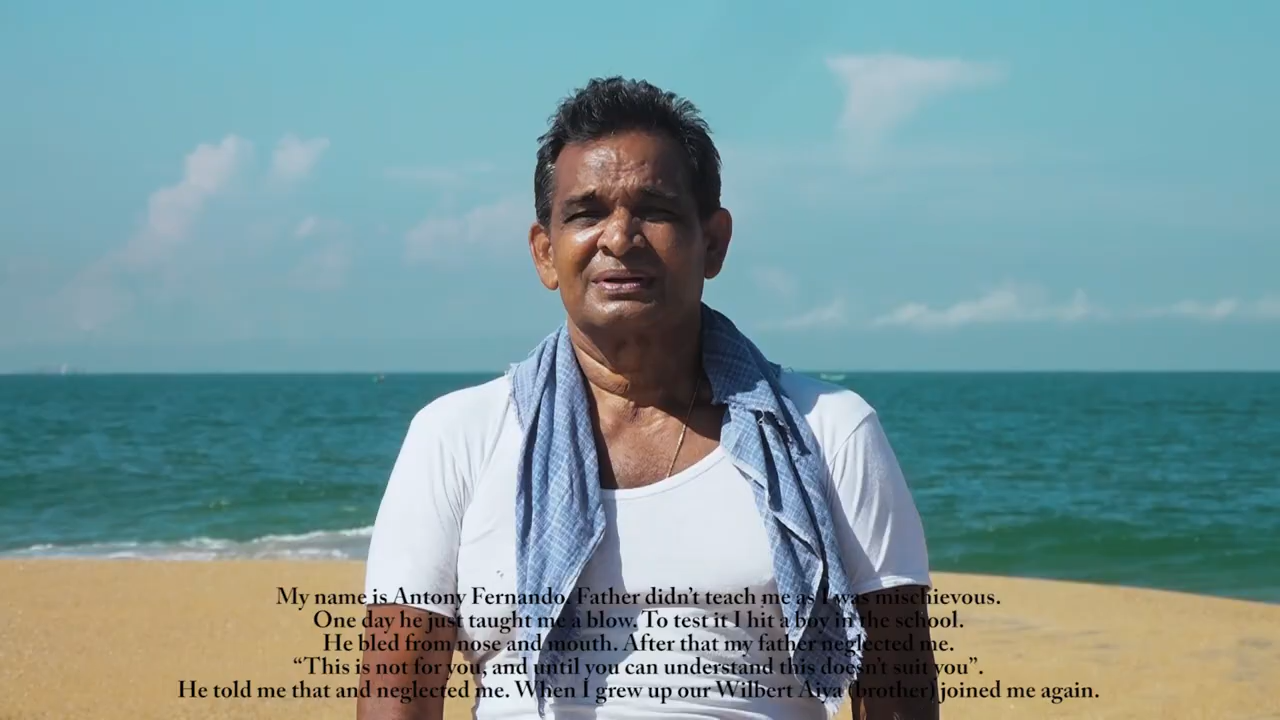 My name is Antony Fernando. Father didn’t teach me as I was mischievous.
One day he just taught me a blow. To test it I hit a boy in the school.
He bled from nose and mouth. After that my father neglected me.
“This is not for you, and until you can understand this doesn’t suit you”.
He told me that and neglected me. When I grew up our Wilbert Aiya (brother) joined me again.